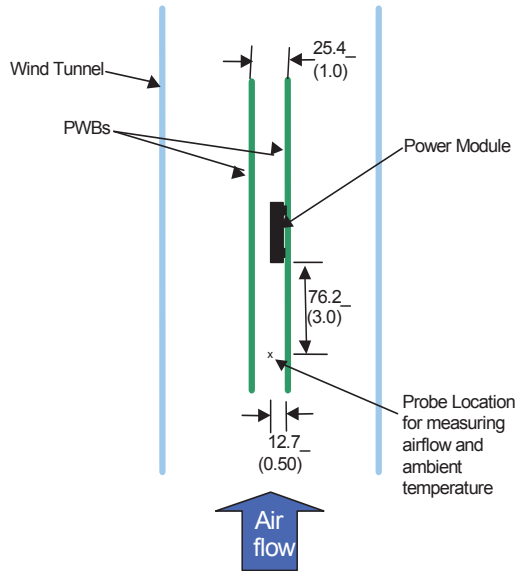 25.4_
(1.0)
Wind Tunnel
PWBs
Power Module
76.2_
(3.0)
x
Probe Location
for measuring
airflow and
ambient
temperature
12.7_
(0.50)
Air
flow